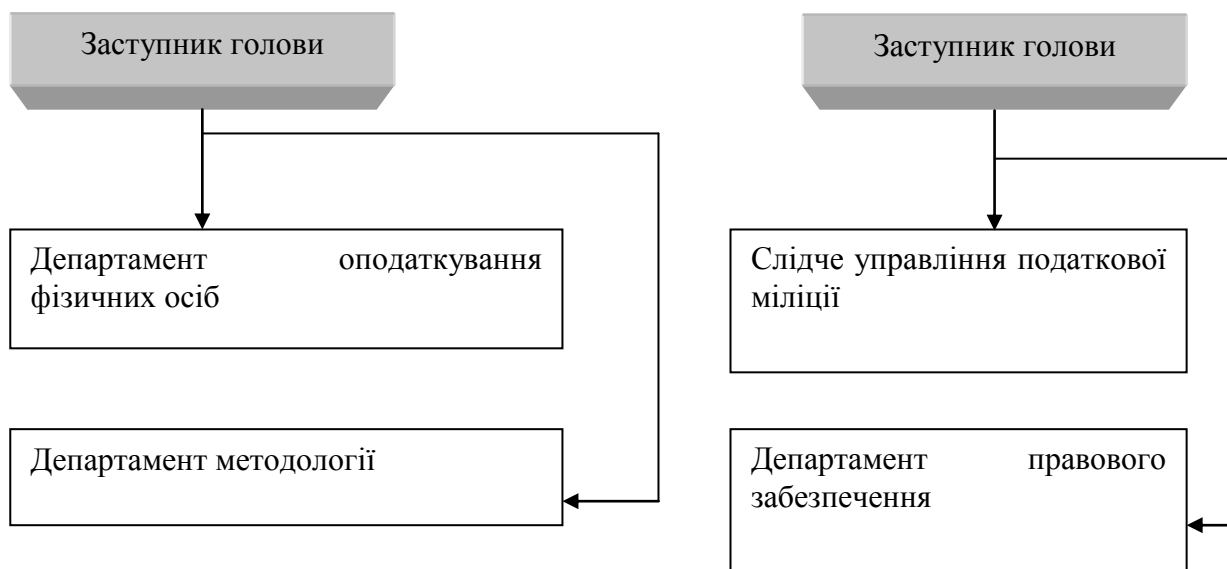 Заступник голови
Департамент оподаткування
фізичних осіб
Департамент методології
Заступник голови
Слідче управління податкової
міліції
Департамент правового
забезпечення